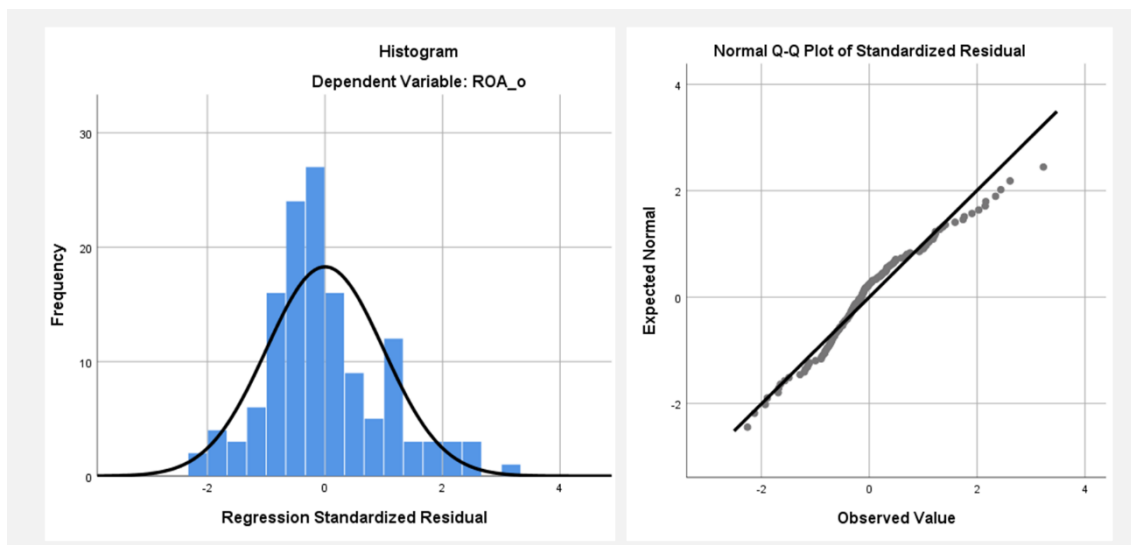 Histogram
Dependent Variable: ROA_o
Frequency
30
20
10
0
-2
0
2
4
Regression Standardized Residual
Normal Q-Q Plot of Standardized Residual
Expected Normal
4
2
0
-2
-2
0
2
4
Observed Value